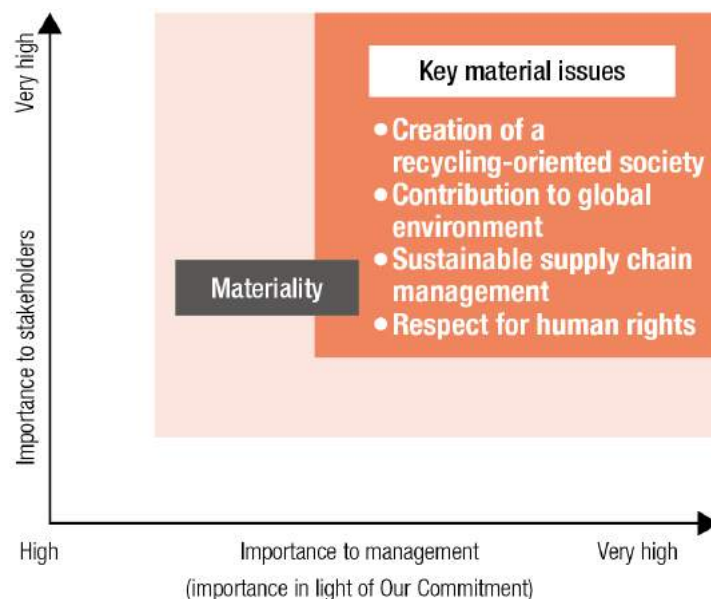 Very high
Importance to stakeholders
Key material issues
•Creation of a
recycling-oriented society
•Contribution to global
environment
•Sustainable supply chain
management
•Respect for human rights
Materiality
High
Importance to management
Very high
(importance in light of Our Commitment)